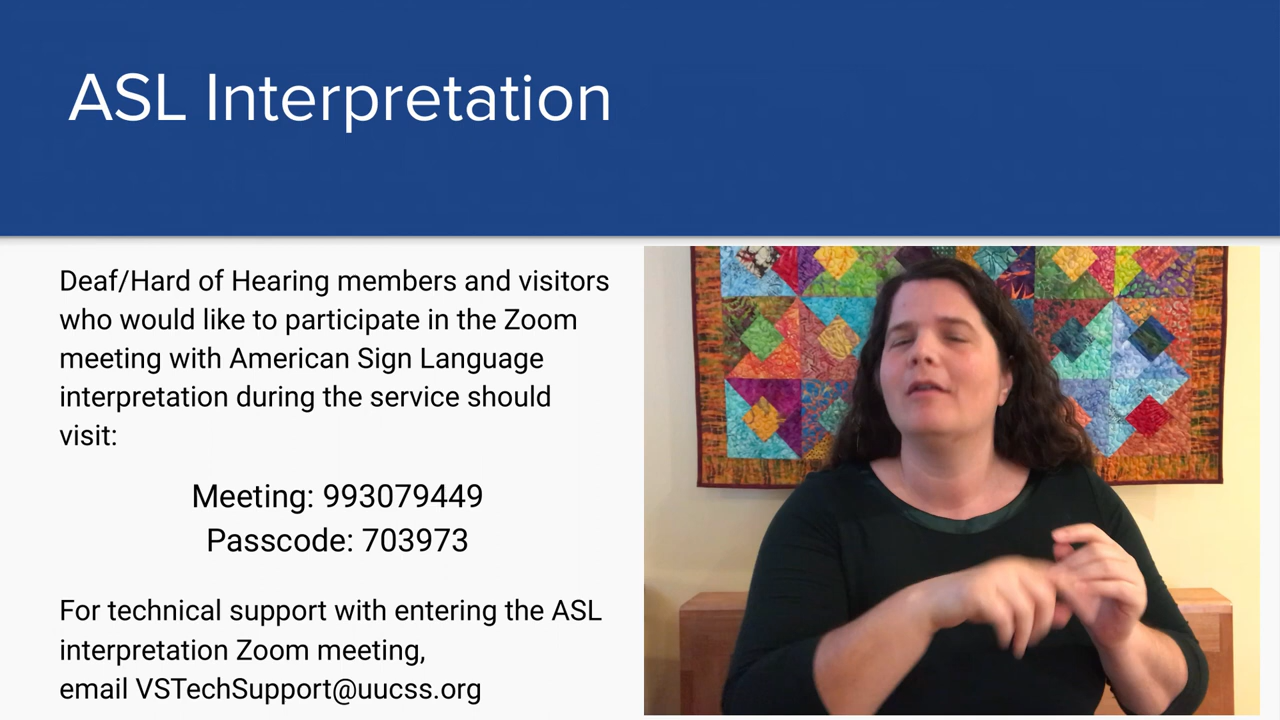 ASL Interpretation
Deaf/Hard of Hearing members and visitors
who would like to participate in the Zoom
meeting with American Sign Language
interpretation during the service should
visit:
Meeting: 993079449
Passcode: 703973
For technical support with entering the ASL
interpretation Zoom meeting,
email VSTechSupport@uucss.org